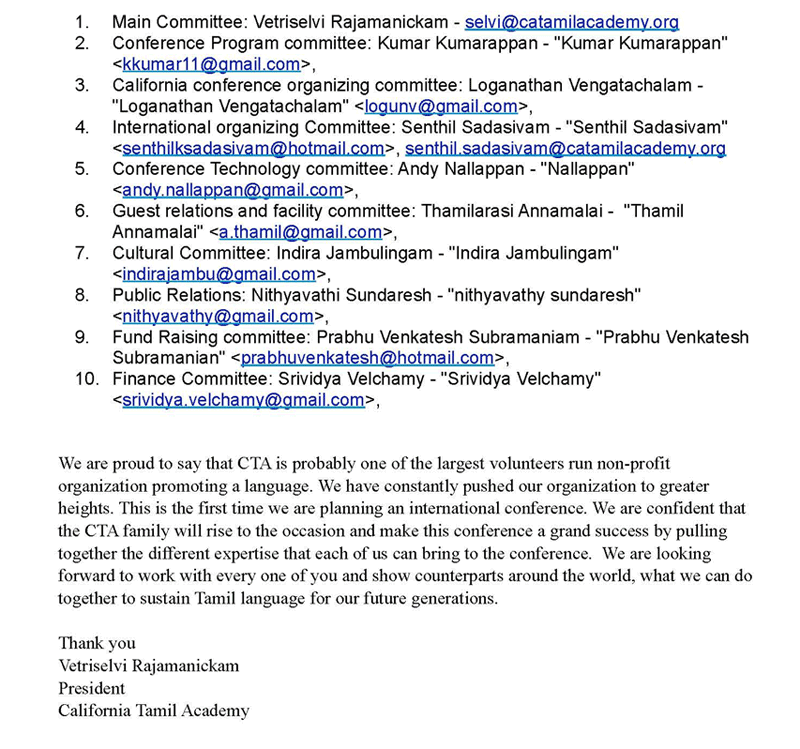 1. Main Committee: Vetriselvi Rajamanickam - selvi@catamilacademy.org
2. Conference Program committee: Kumar Kumarappan - "Kumar Kumarappan"
<kkumar11@gmail.com>,
3. California conference organizing committee: Loganathan Vengatachalam -
"Loganathan Vengatachalam" <logunv@gmail.com>,
4. International organizing Committee: Senthil Sadasivam - "Senthil Sadasivam"
<senthilksadasivam@hotmail.com>, senthil.sadasivam@catamilacademy.org
5. Conference Technology committee: Andy Nallappan - "Nallappan"
<andy.nallappan@gmail.com>,
6. Guest relations and facility committee: Thamilarasi Annamalai - "Thamil
Annamalai" <a.thamil@gmail.com>,
7. Cultural Committee: Indira Jambulingam - "Indira Jambulingam"
<indirajambu@gmail.com>,
8. Public Relations: Nithyavathi Sundaresh - "nithyavathy sundaresh"
<nithyavathy@gmail.com>,
9. Fund Raising committee: Prabhu Venkatesh Subramaniam - "Prabhu Venkatesh
Subramanian" <prabhuvenkatesh@hotmail.com>,
10. Finance Committee: Srividya Velchamy - "Srividya Velchamy"
<srividya.velchamy@gmail.com>,
We are proud to say that CTA is probably one of the largest volunteers run non-profit
organization promoting a language. We have constantly pushed our organization to greater
heights. This is the first time we are planning an international conference. We are confident that
the CTA family will rise to the occasion and make this conference a grand success by pulling
together the different expertise that each of us can bring to the conference. We are looking
forward to work with every one of you and show counterparts around the world, what we can do
together to sustain Tamil language for our future generations.
Thank you
Vetriselvi Rajamanickam
President
California Tamil Academy